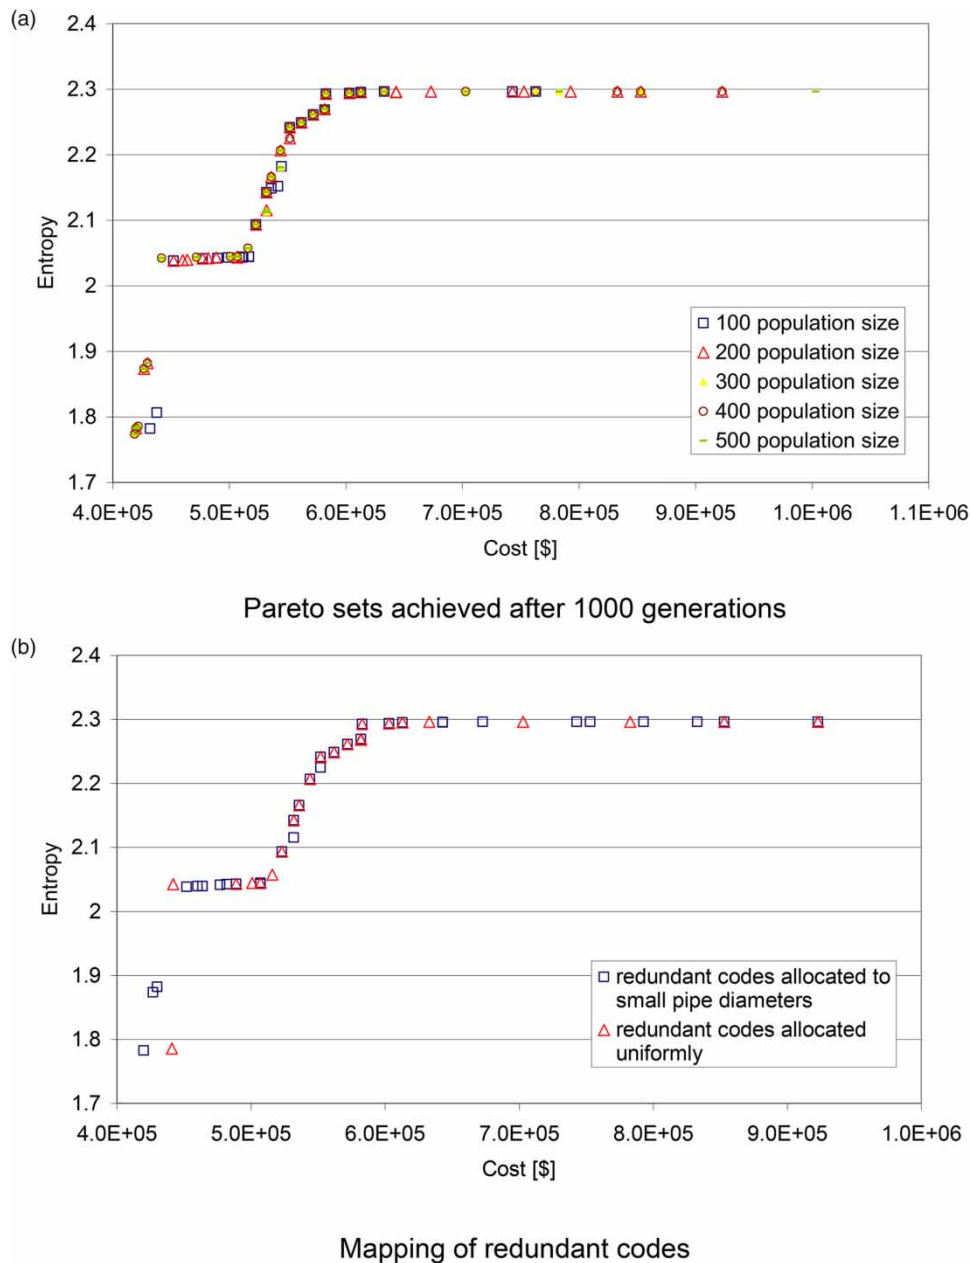 (a)
2.4
2.3
2.2
2.1
2
1.9
1.8
1.7
Entropy
100 population size
200 population size
300 population size
400 population size
500 population size
4.0E+05 5.0E+05 6.0E+05 7.0E+05 8.0E+05 9.0E+05 1.0E+06 1.1E+06
Cost [$]
Pareto sets achieved after 1000 generations
(b)
2.4
2.3
2.2
2.1
2
1.9
1.8
1.7
Entropy
redundant codes allocated to
small pipe diameters
redundant codes allocated
uniformly
4.0E+05 5.0E+05 6.0E+05 7.0E+05 8.0E+05 9.0E+05 1.0E+06
Cost [$]
Mapping of redundant codes